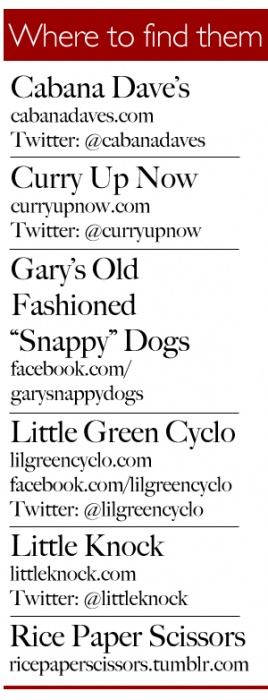 Where to find them
Cabana Dave's
cabanadaves.com
Twitter: @cabanadaves
Curry Up Now
curryupnow.com
Twitter: @curryupnow
Gary's Old
Fashioned
“Snappy” Dogs
facebook.com/
garysnappydogs
Little Green Cyclo
lilgreencyclo.com
facebook.com/lilgreencyclo
Twitter: @lilgreencyclo
Little Knock
littleknock.com
Twitter: @littleknock
Rice Paper Scissors
ricepaperscissors.tumblr.com